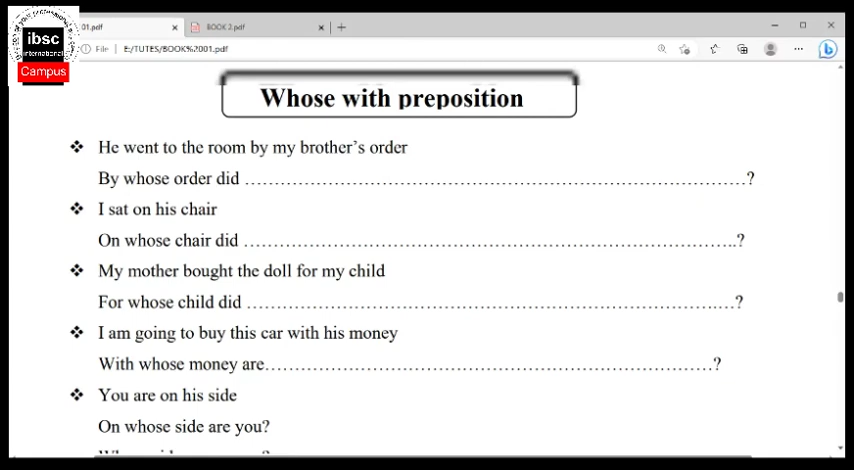 ibsc
international
Campus
01.pdf
BOOK 2.pdf
File | E:/TUTES/BOOK%2001.pdf
Whose with preposition
❖ He went to the room by my brother’s order
By whose order did ……………………………………………………………………………?
❖ I sat on his chair
On whose chair did …………………………………………………………………………..?
❖ My mother bought the doll for my child
For whose child did ………………………………………………………………………….…?
❖ I am going to buy this car with his money
With whose money are……………………………………………………………………?
❖ You are on his side
On whose side are you?